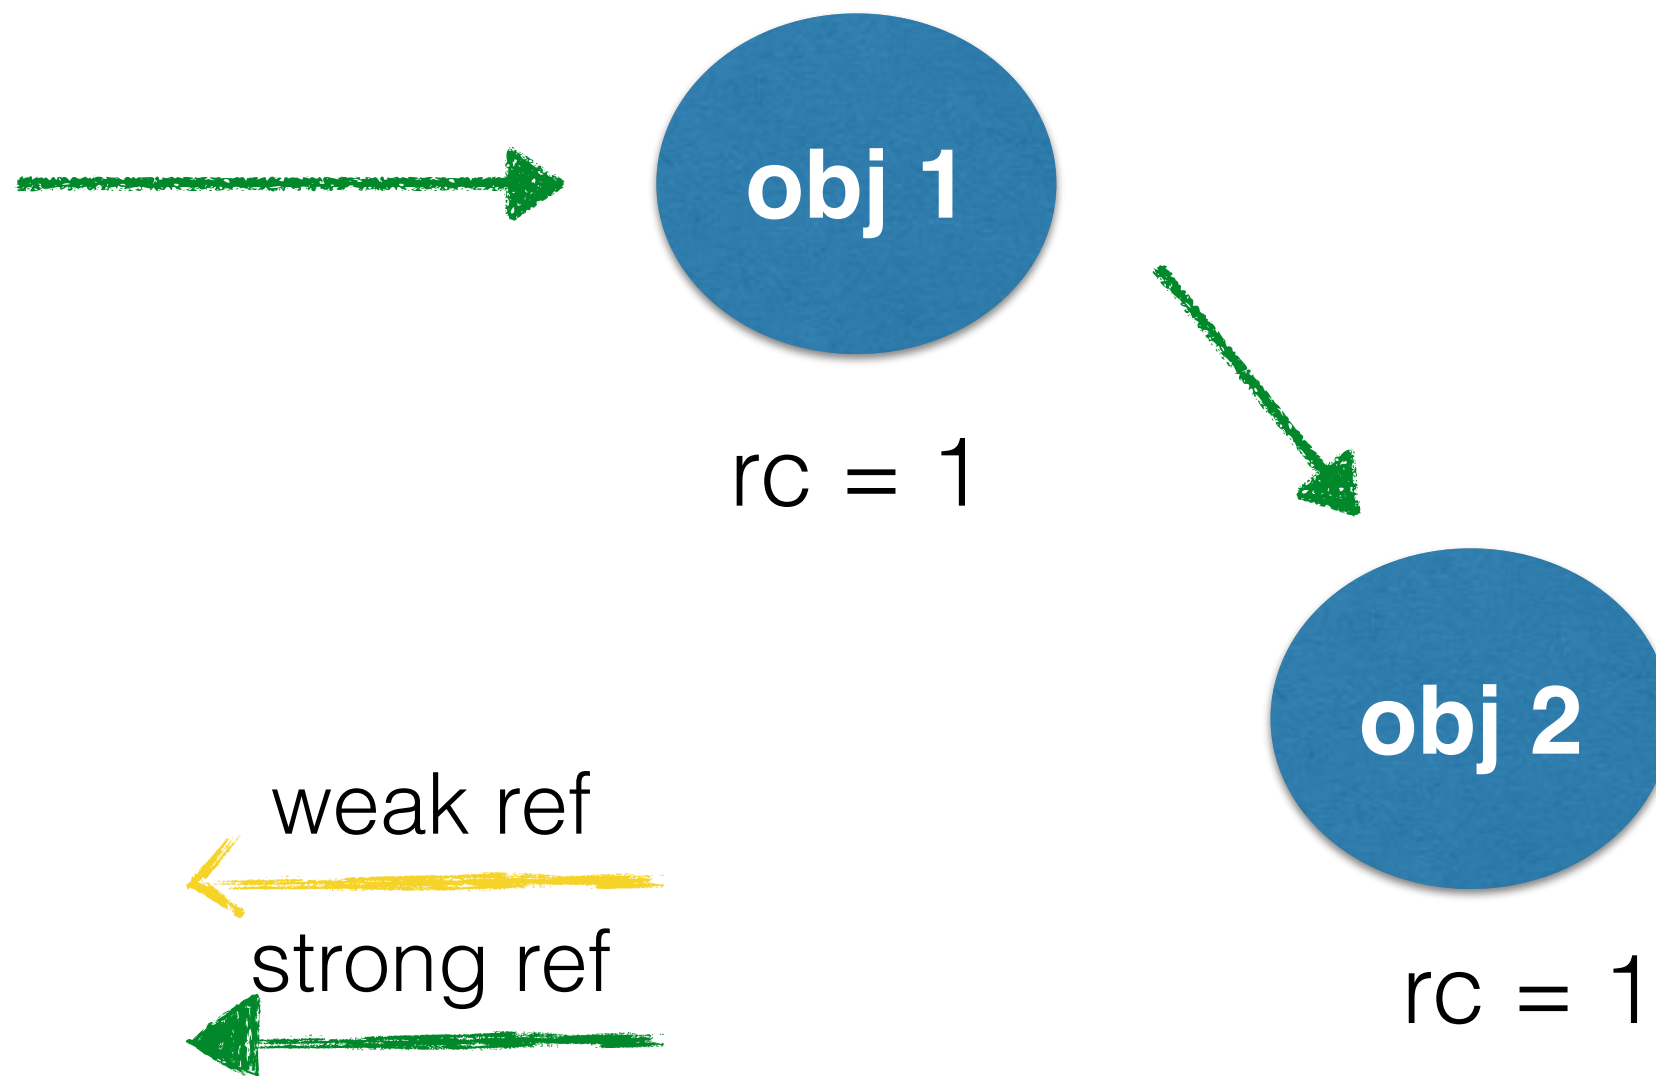 obj 1
rc = 1
obj 2
rc = 1
weak ref
strong ref